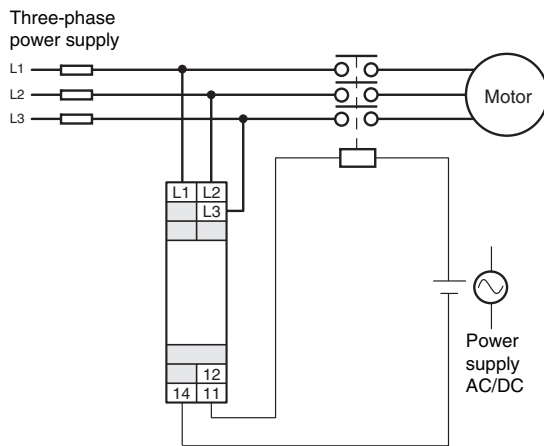 Three-phase
power supply
L1
L2
L3
Motor
L1 L2
L3
12
14 11
Power
supply
AC/DC